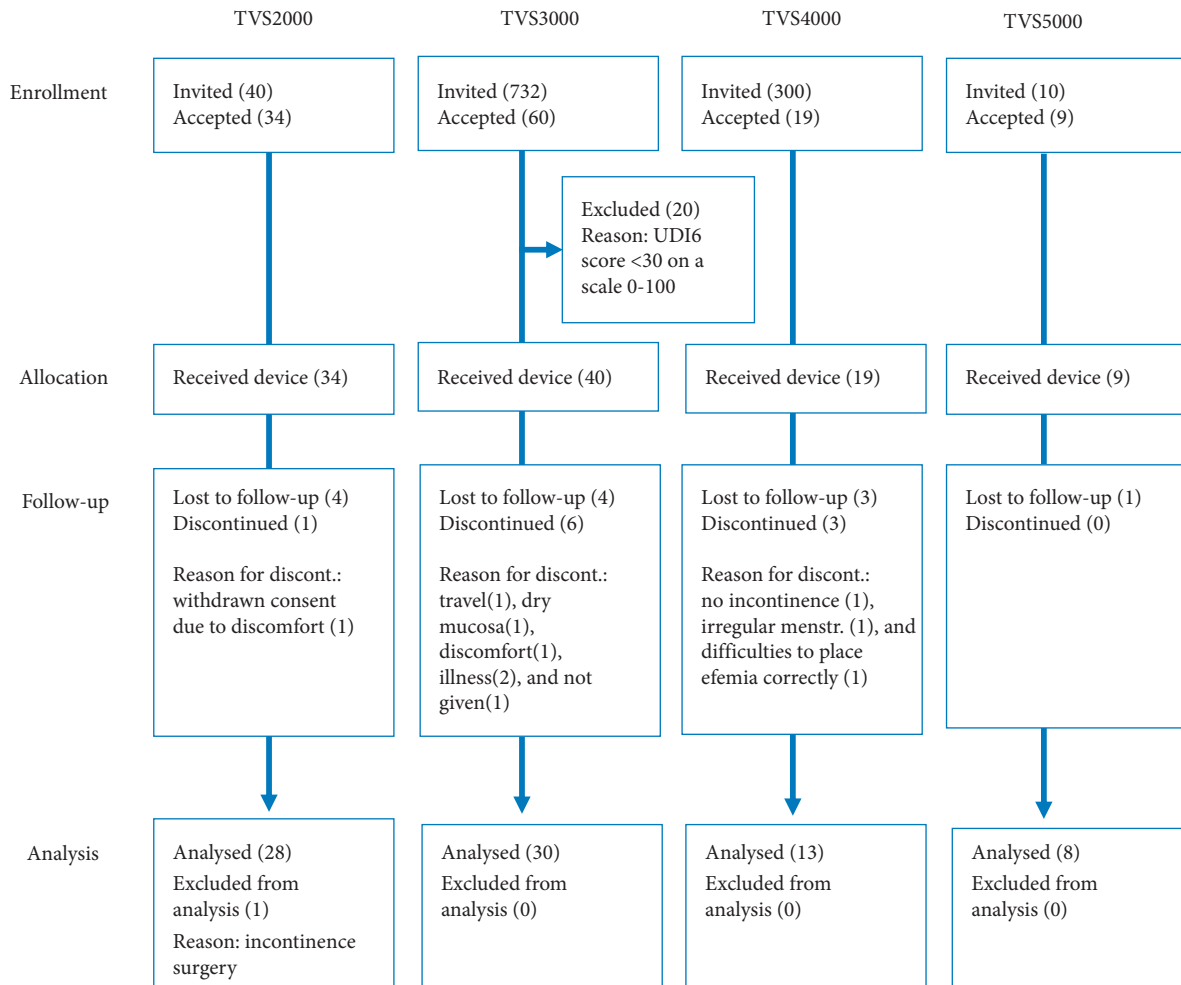 TVS2000
TVS3000
TVS4000
TVS5000
Enrollment
Invited (40)
Accepted (34)
Invited (732)
Accepted (60)
Invited (300)
Accepted (19)
Invited (10)
Accepted (9)
Excluded (20)
Reason: UDI6
score <30 on a
scale 0-100
Allocation
Received device (34)
Received device (40)
Received device (19)
Received device (9)
Follow-up
Lost to follow-up (4)
Discontinued (1)
Reason for discont.:
withdrawn consent
due to discomfort (1)
Lost to follow-up (4)
Discontinued (6)
Reason for discont.:
travel(1), dry
mucosa(1),
discomfort(1),
illness(2), and not
given(1)
Lost to follow-up (3)
Discontinued (3)
Reason for discont.:
no incontinence (1),
irregular menstr. (1), and
difficulties to place
efemia correctly (1)
Lost to follow-up (1)
Discontinued (0)
Analysis
Analysed (28)
Excluded from
analysis (1)
Reason: incontinence
surgery
Analysed (30)
Excluded from
analysis (0)
Analysed (13)
Excluded from
analysis (0)
Analysed (8)
Excluded from
analysis (0)